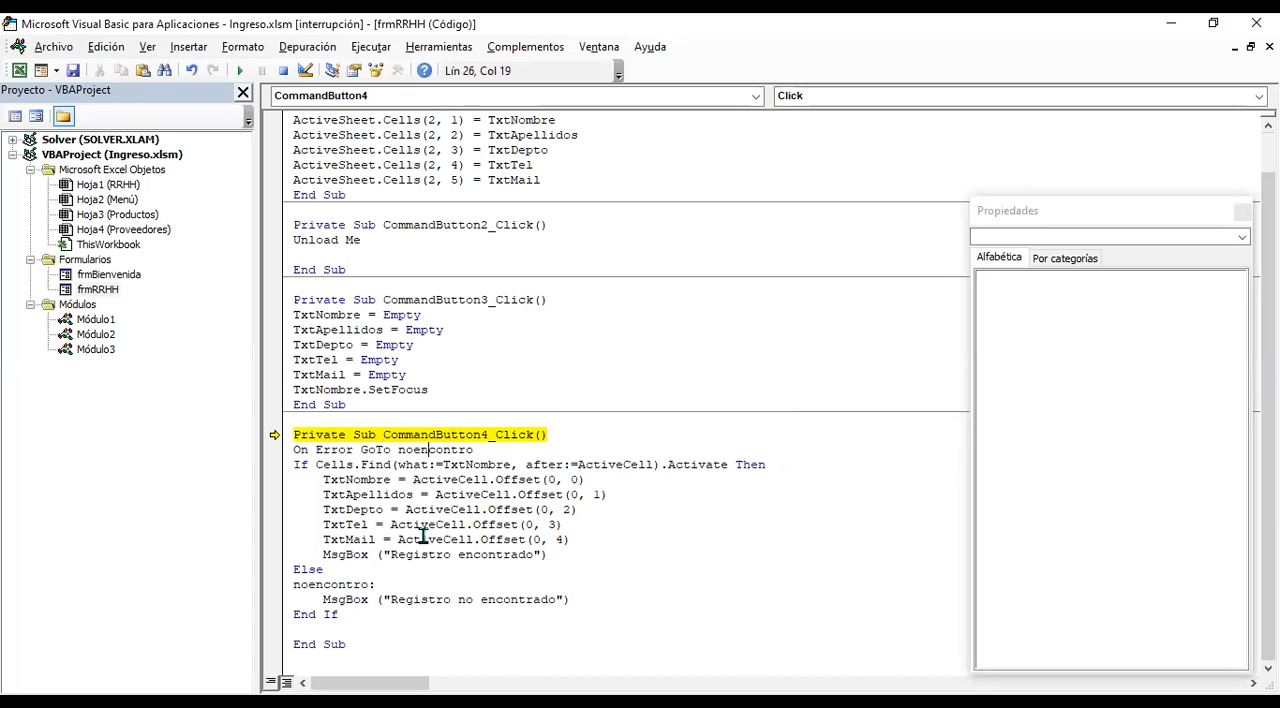 Microsoft Visual Basic para Aplicaciones - Ingreso.xlsm [interrupción] - [frmRRHH (Código)]
Archivo Edición Ver Insertar Formato Depuración Ejecutar Herramientas Complementos Ventana Ayuda
Lín 26, Col 19
Proyecto - VBAProject
Solver (SOLVER.XLAM)
VBAProject (Ingreso.xlsm)
Microsoft Excel Objetos
Hoja1 (RRHH)
Hoja2 (Menú)
Hoja3 (Productos)
Hoja4 (Proveedores)
ThisWorkbook
Formularios
frmBienvenida
frmRRHH
Módulos
Módulo1
Módulo2
Módulo3
CommandButton4 Click
ActiveSheet.Cells(2, 1) = TxtNombre
ActiveSheet.Cells(2, 2) = TxtApellidos
ActiveSheet.Cells(2, 3) = TxtDepto
ActiveSheet.Cells(2, 4) = TxtTel
ActiveSheet.Cells(2, 5) = TxtMail
End Sub
Private Sub CommandButton2_Click()
Unload Me
End Sub
Private Sub CommandButton3_Click()
TxtNombre = Empty
TxtApellidos = Empty
TxtDepto = Empty
TxtTel = Empty
TxtMail = Empty
TxtNombre.SetFocus
End Sub
Private Sub CommandButton4_Click()
On Error GoTo noencontro
If Cells.Find(what:=TxtNombre, after:=ActiveCell).Activate Then
TxtNombre = ActiveCell.Offset(0, 0)
TxtApellidos = ActiveCell.Offset(0, 1)
TxtDepto = ActiveCell.Offset(0, 2)
TxtTel = ActiveCell.Offset(0, 3)
TxtMail = ActiveCell.Offset(0, 4)
MsgBox ("Registro encontrado")
Else
noencontro:
MsgBox ("Registro no encontrado")
End If
End Sub
Propiedades
Alfabética Por categorías